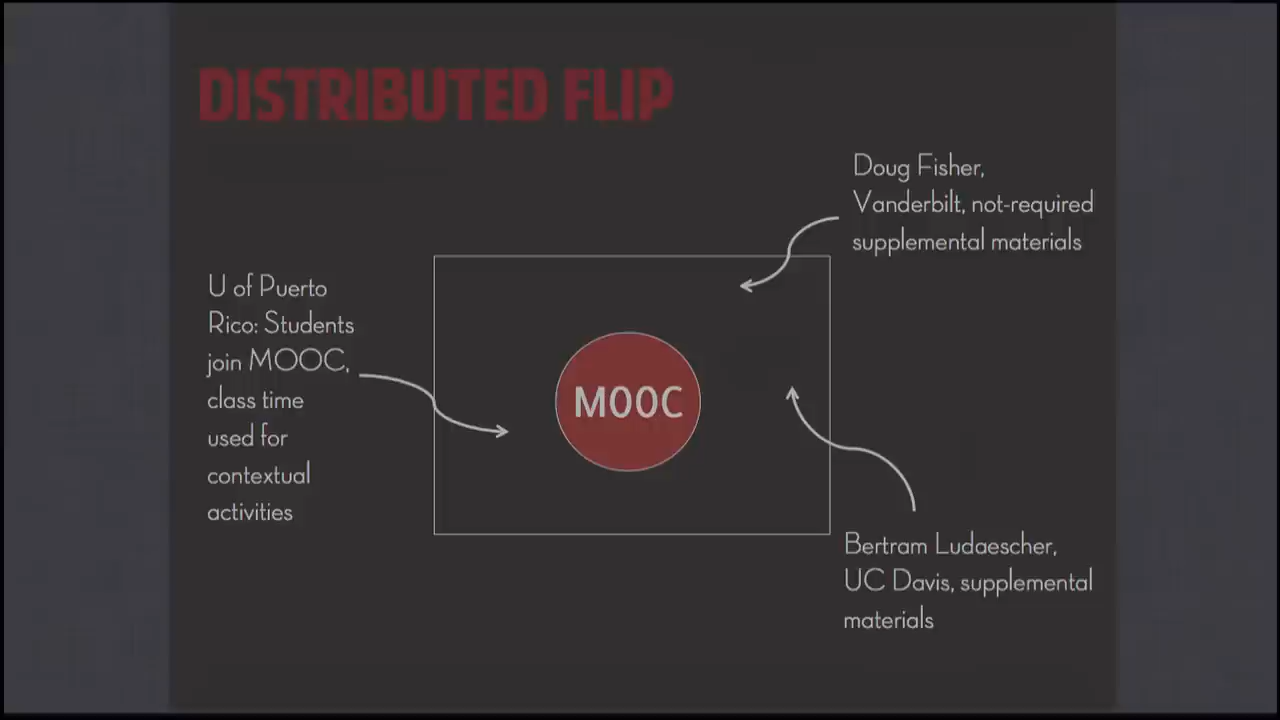 DISTRIBUTED FLIP
Doug Fisher,
Vanderbilt, not-required
supplemental materials
U of Puerto
Rico: Students
join MOOC,
class time
used for
contextual
activities
MOOC
Bertram Ludaescher,
UC Davis, supplemental
materials